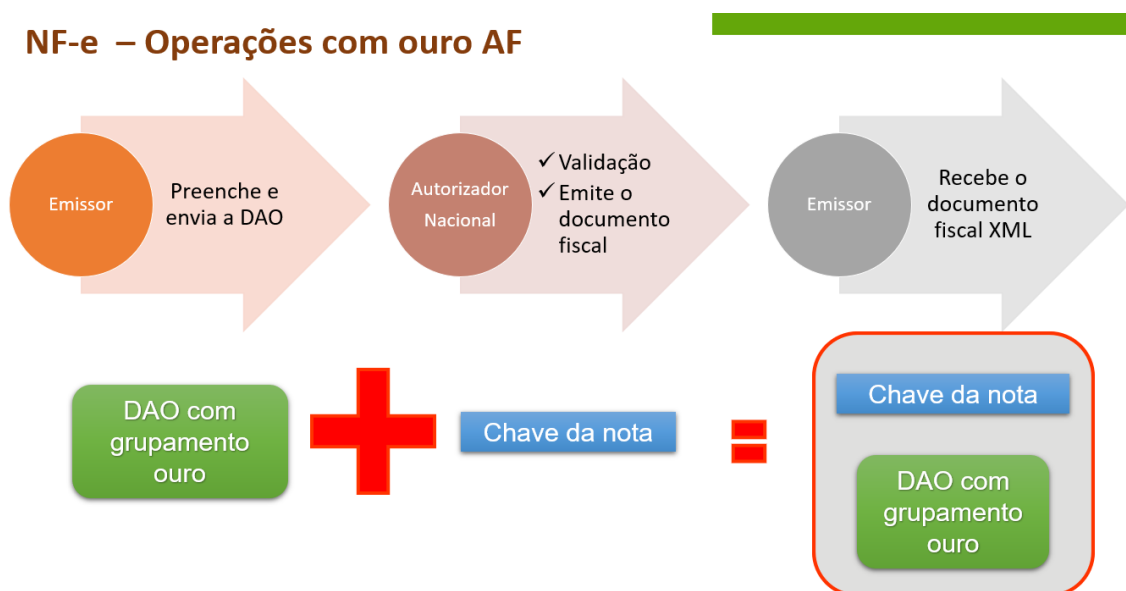 NF-e – Operações com ouro AF
Emissor
Preenche e
envia a DAO
Autorizador
Nacional
✓ Validação
✓ Emite o
documento
fiscal
Emissor
Recebe o
documento
fiscal XML
DAO com
grupamento
ouro
Chave da nota
Chave da nota
DAO com
grupamento
ouro